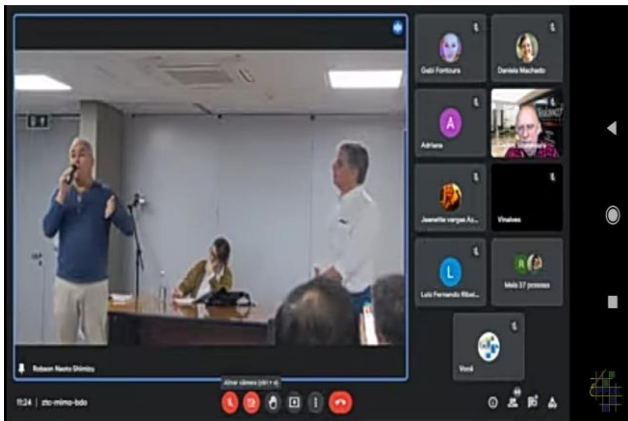 Gabi Fontoura
Daniela Machado
A
Adriana
Jeanette vargas Az...
Vinalves
L
Luiz Fernando Ribei...
R
Mais 37 pessoas
Robson Naoto Shimizu
Você
Ativar câmera (ctrl + e)
11:24 | ztc-mimo-bdo